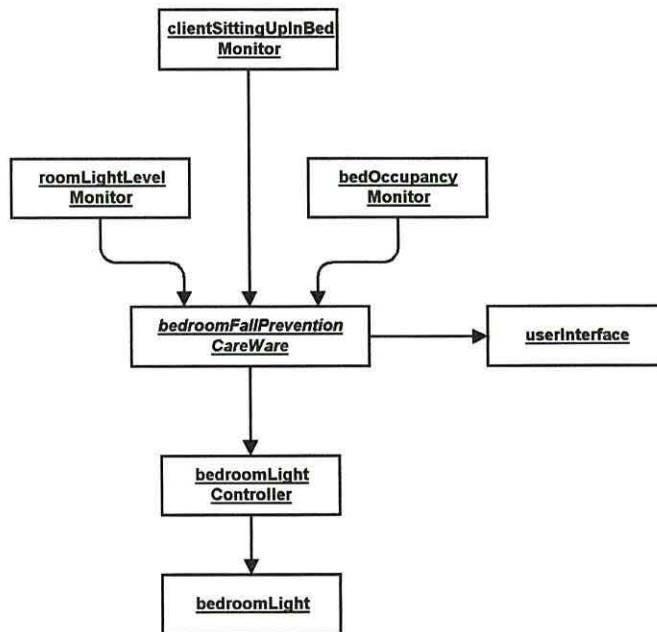 clientSittingUpInBed
Monitor
roomLightLevel
Monitor
bedOccupancy
Monitor
bedroomFallPrevention
CareWare
userInterface
bedroomLight
Controller
bedroomLight